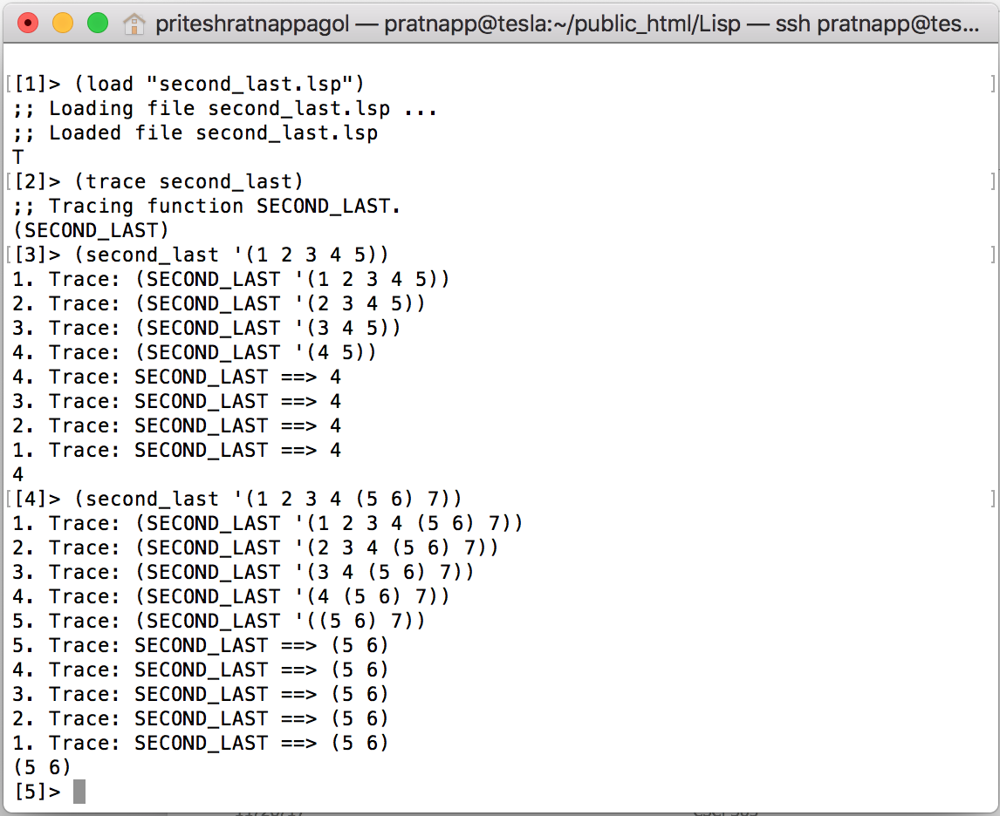 priteshratnappagol — pratnapp@tesla:~/public_html/Lisp — ssh pratnapp@tes...
[[1]> (load "second_last.lsp") ]
;; Loading file second_last.lsp ...
;; Loaded file second_last.lsp
T
[[2]> (trace second_last) ]
;; Tracing function SECOND_LAST.
(SECOND_LAST)
[[3]> (second_last '(1 2 3 4 5)) ]
1. Trace: (SECOND_LAST '(1 2 3 4 5))
2. Trace: (SECOND_LAST '(2 3 4 5))
3. Trace: (SECOND_LAST '(3 4 5))
4. Trace: (SECOND_LAST '(4 5))
4. Trace: SECOND_LAST ==> 4
3. Trace: SECOND_LAST ==> 4
2. Trace: SECOND_LAST ==> 4
1. Trace: SECOND_LAST ==> 4
4
[[4]> (second_last '(1 2 3 4 (5 6) 7)) ]
1. Trace: (SECOND_LAST '(1 2 3 4 (5 6) 7))
2. Trace: (SECOND_LAST '(2 3 4 (5 6) 7))
3. Trace: (SECOND_LAST '(3 4 (5 6) 7))
4. Trace: (SECOND_LAST '(4 (5 6) 7))
5. Trace: (SECOND_LAST '((5 6) 7))
5. Trace: SECOND_LAST ==> (5 6)
4. Trace: SECOND_LAST ==> (5 6)
3. Trace: SECOND_LAST ==> (5 6)
2. Trace: SECOND_LAST ==> (5 6)
1. Trace: SECOND_LAST ==> (5 6)
(5 6)
[5]>